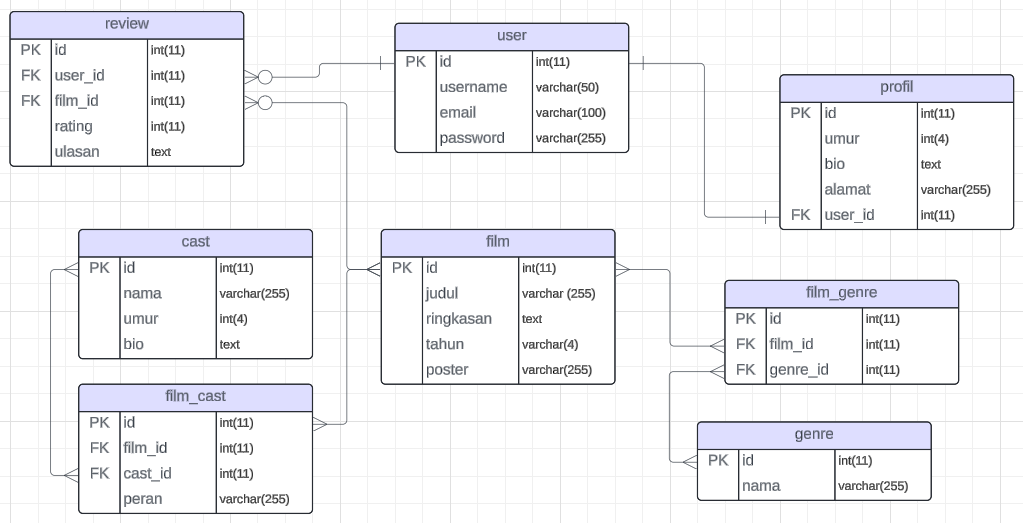 review
PK id int(11)
FK user_id int(11)
FK film_id int(11)
rating int(11)
ulasan text
user
PK id int(11)
username varchar(50)
email varchar(100)
password varchar(255)
profil
PK id int(11)
umur int(4)
bio text
alamat varchar(255)
FK user_id int(11)
cast
PK id int(11)
nama varchar(255)
umur int(4)
bio text
film
PK id int(11)
judul varchar (255)
ringkasan text
tahun varchar(4)
poster varchar(255)
film_genre
PK id int(11)
FK film_id int(11)
FK genre_id int(11)
film_cast
PK id int(11)
FK film_id int(11)
FK cast_id int(11)
peran varchar(255)
genre
PK id int(11)
nama varchar(255)